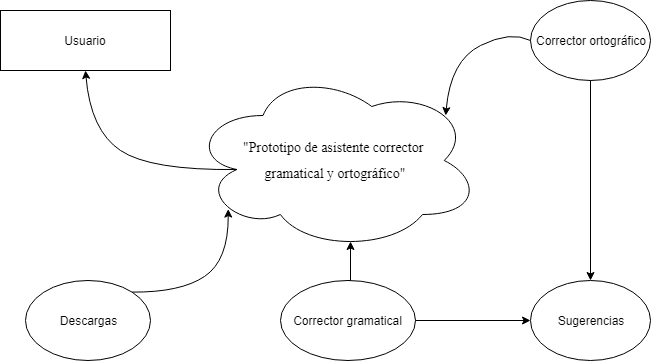 Usuario
Corrector ortográfico
"Prototipo de asistente corrector
gramatical y ortográfico"
Descargas
Corrector gramatical
Sugerencias